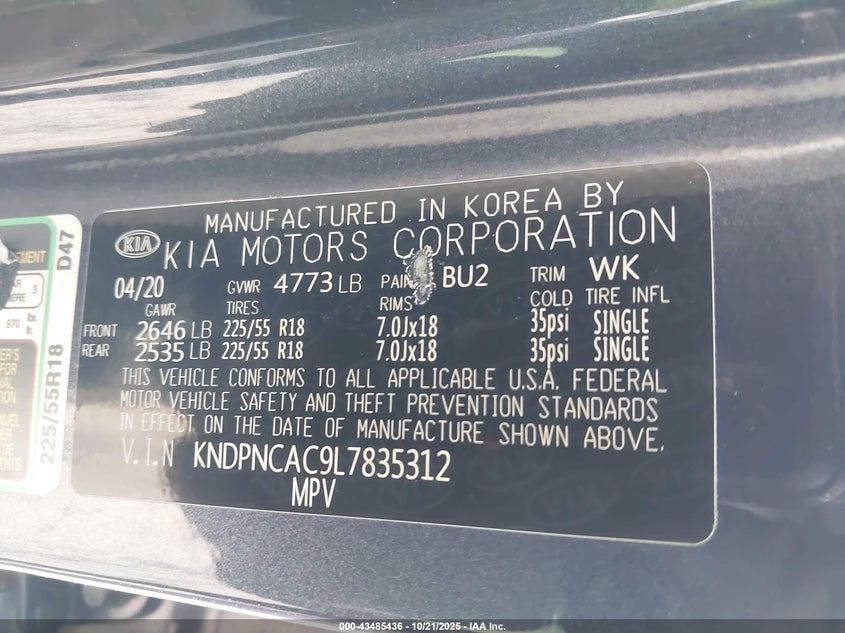 MANUFACTURED IN KOREA BY
KIA KIA MOTORS CORPORATION
04/20 GVWR 4773 LB BU2 TRIM WK
GAWR TIRES RIMS COLD TIRE INFL
FRONT 2646 LB 225/55 R18 7.0Jx18 35psi SINGLE
REAR 2535 LB 225/55 R18 7.0Jx18 35psi SINGLE
THIS VEHICLE CONFORMS TO ALL APPLICABLE U.S.A. FEDERAL
MOTOR VEHICLE SAFETY AND THEFT PREVENTION STANDARDS
IN EFFECT ON THE DATE OF MANUFACTURE SHOWN ABOVE.
V.I.N KNDPNCAC9L7835312
MPV
D47
225/55R18
3
970
000-43485436 - 10/21/2025 - IAA Inc.